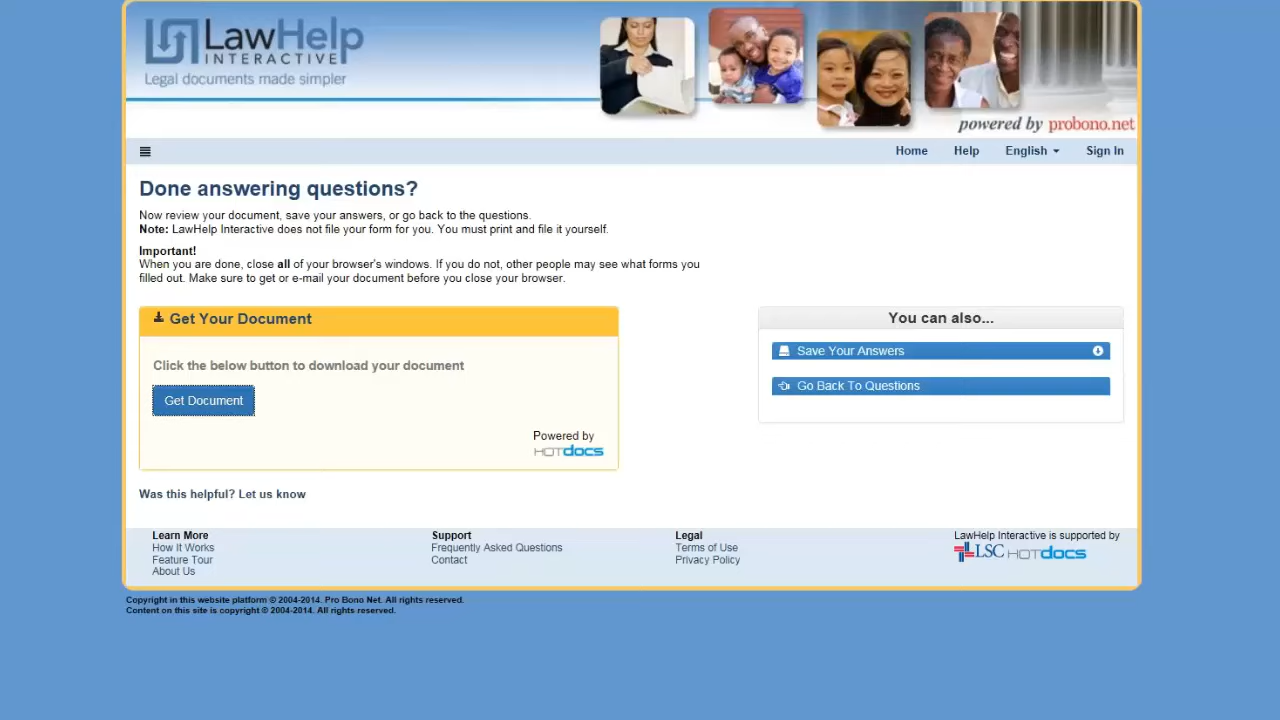 LawHelp
INTERACTIVE
Legal documents made simpler
powered by probono.net
Home Help English Sign In
Done answering questions?
Now review your document, save your answers, or go back to the questions.
Note: LawHelp Interactive does not file your form for you. You must print and file it yourself.
Important!
When you are done, close all of your browser's windows. If you do not, other people may see what forms you
filled out. Make sure to get or e-mail your document before you close your browser.
Get Your Document
Click the below button to download your document
Get Document
Powered by
HOTDOCS
You can also...
Save Your Answers
Go Back To Questions
Was this helpful? Let us know
Learn More
How It Works
Feature Tour
About Us
Support
Frequently Asked Questions
Contact
Legal
Terms of Use
Privacy Policy
LawHelp Interactive is supported by
LSC HOTDOCS
Copyright in this website platform © 2004-2014. Pro Bono Net. All rights reserved.
Content on this site is copyright © 2004-2014. All rights reserved.